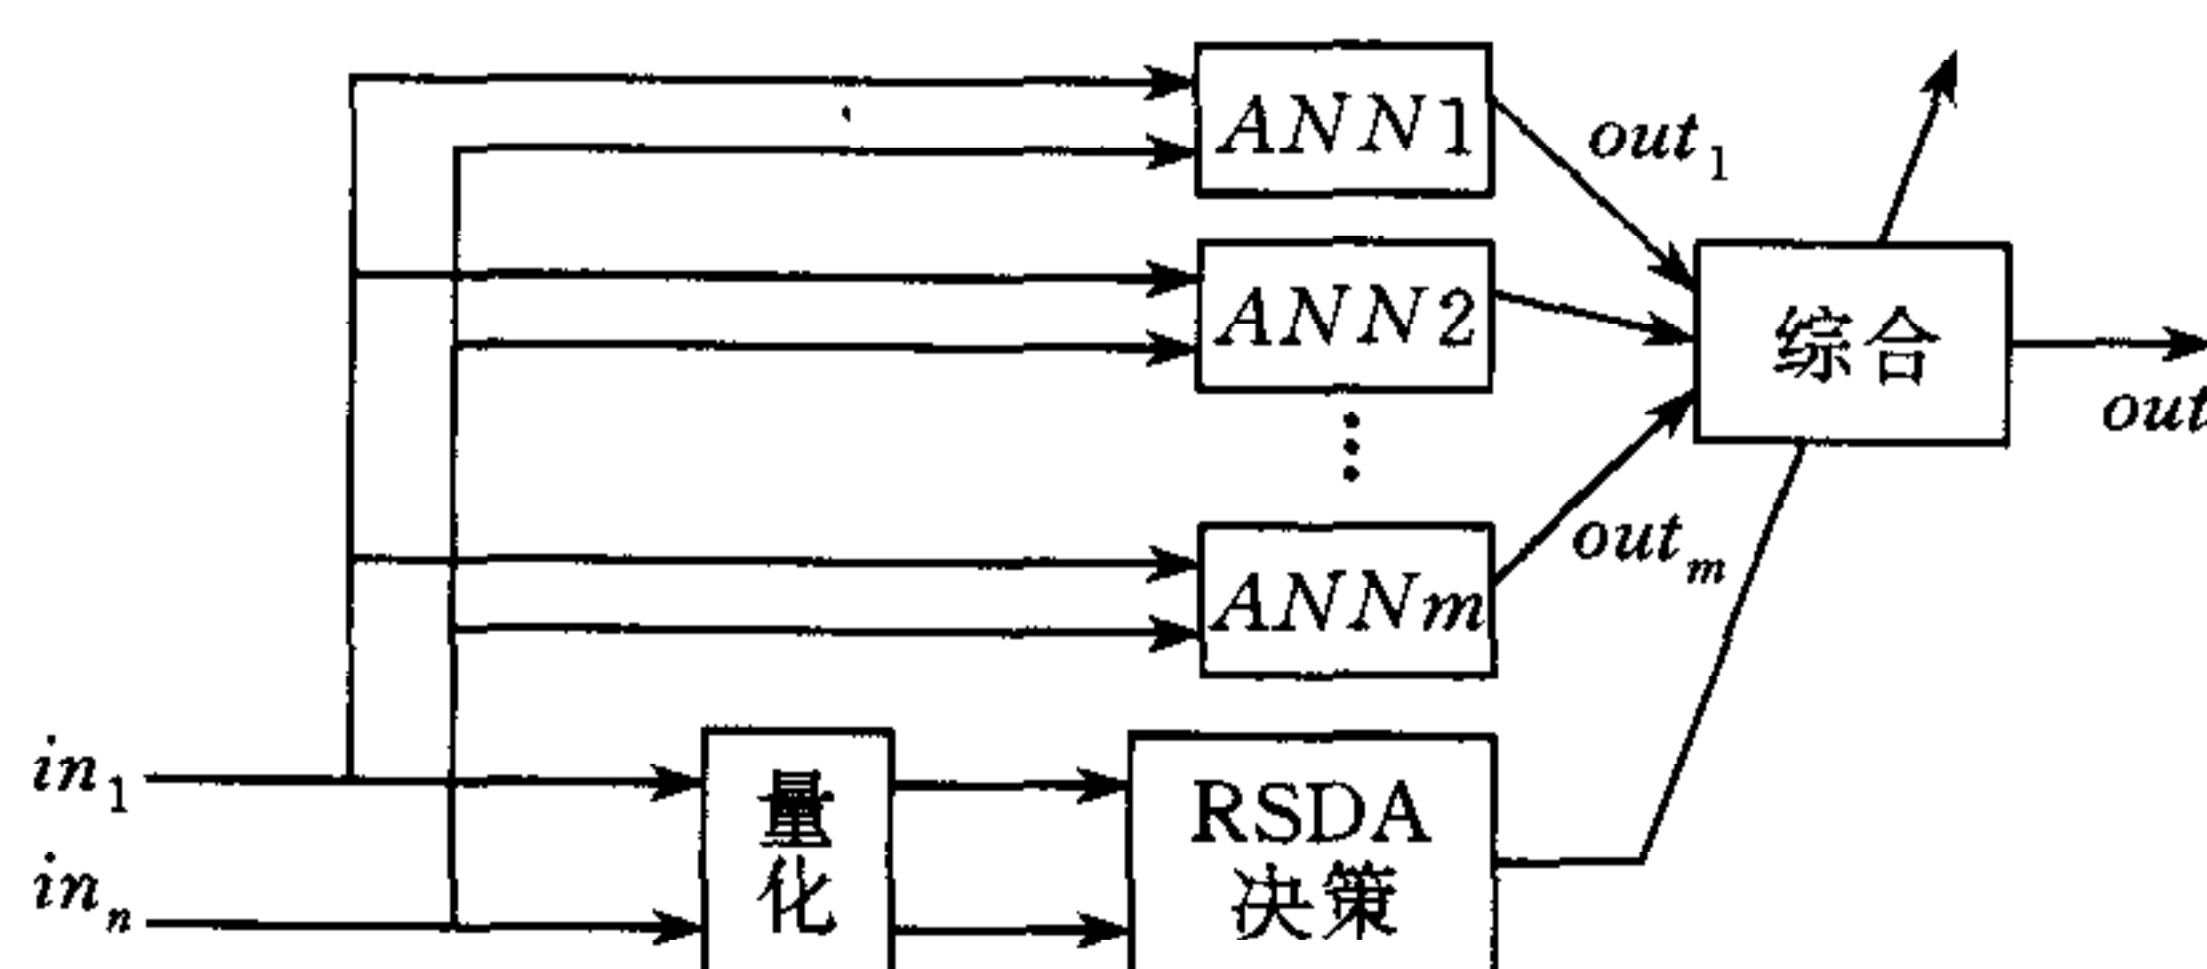 ANN1
out1
ANN2
综合
out
ANNm
outm
in1
量化
RSDA
决策
inn